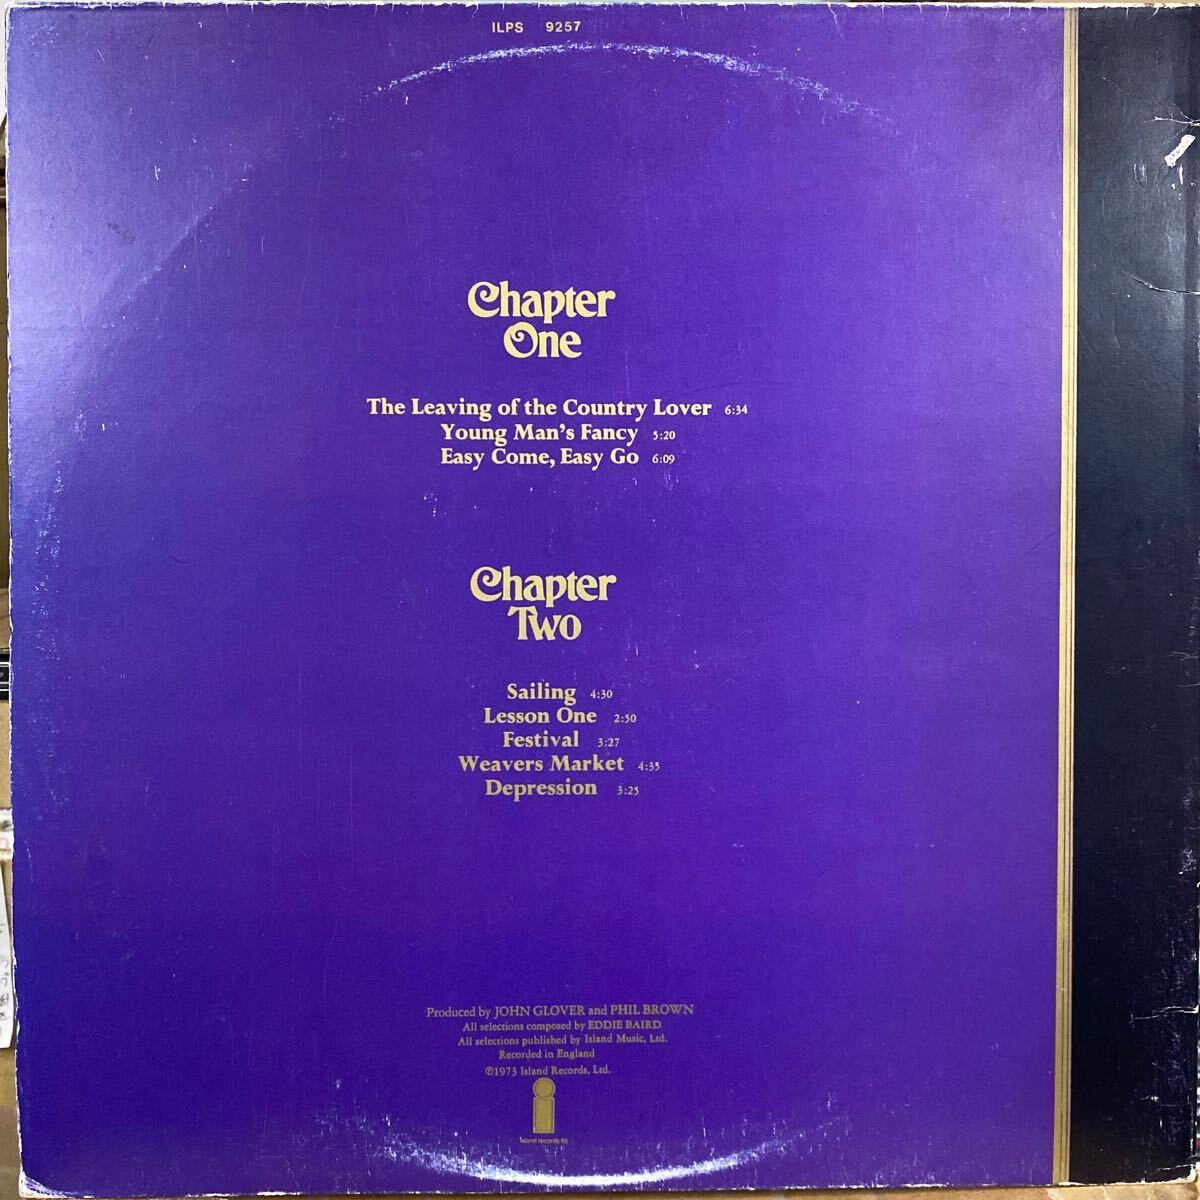 ILPS 9257
Chapter
One
The Leaving of the Country Lover 6:34
Young Man's Fancy 5:20
Easy Come, Easy Go 6:09
Chapter
Two
Sailing 4:30
Lesson One 2:50
Festival 3:27
Weavers Market 4:35
Depression 3:25
Produced by JOHN GLOVER and PHIL BROWN
All selections composed by EDDIE BAIRD
All selections published by Island Music, Ltd.
Recorded in England
℗1973 Island Records, Ltd.
island records ltd